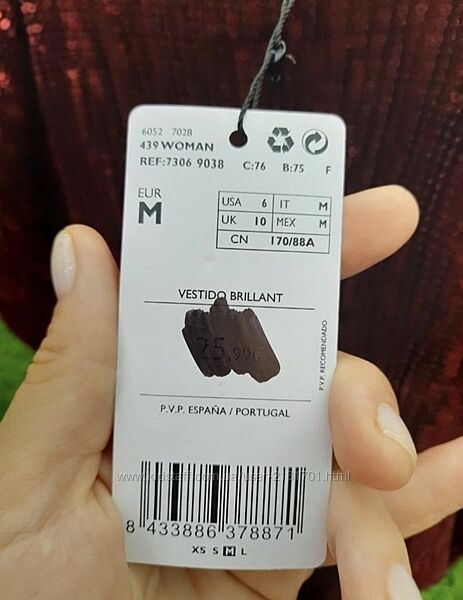 6052 7028
439 WOMAN
REF:7306 9038 C:76 B:75 F
EUR
M
USA 6 IT M
UK 10 MEX M
CN 170/88A
VESTIDO BRILLANT
25,99€
P.V.P. RECOMENDADO
P.V.P. ESPAÑA / PORTUGAL
8 433886 378871
XS S M L